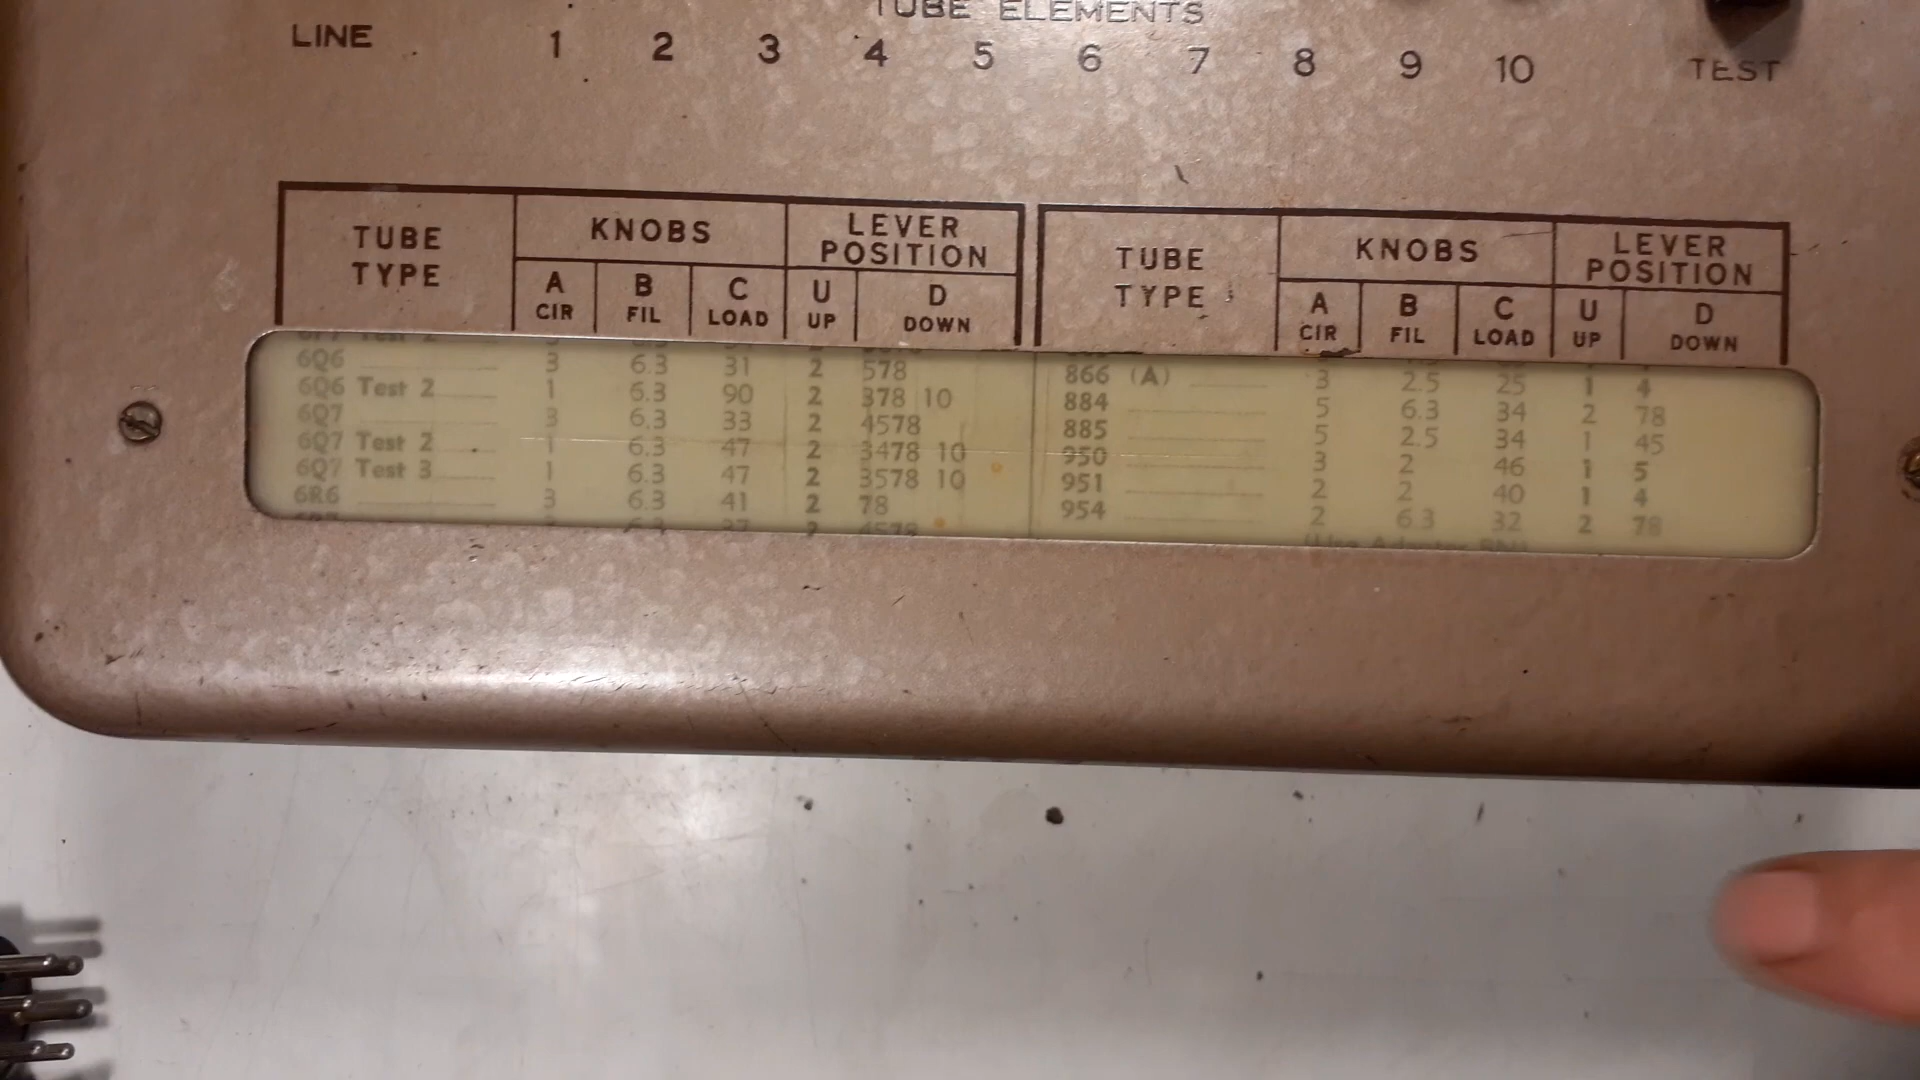 TUBE ELEMENTS
LINE 1 2 3 4 5 6 7 8 9 10 TEST
TUBE TYPE KNOBS LEVER POSITION
A CIR B FIL C LOAD U UP D DOWN
6Q6 3 6.3 31 2 578
6Q6 Test 2 1 6.3 90 2 378 10
6Q7 3 6.3 33 2 4578
6Q7 Test 2 1 6.3 47 2 3478 10
6Q7 Test 3 1 6.3 47 2 3578 10
6R6 3 6.3 41 2 78
TUBE TYPE KNOBS LEVER POSITION
A CIR B FIL C LOAD U UP D DOWN
866 (A) 3 2.5 25 1 4
884 5 6.3 34 2 78
885 5 2.5 34 1 45
950 3 2 46 1 5
951 2 2 40 1 4
954 2 6.3 32 2 78